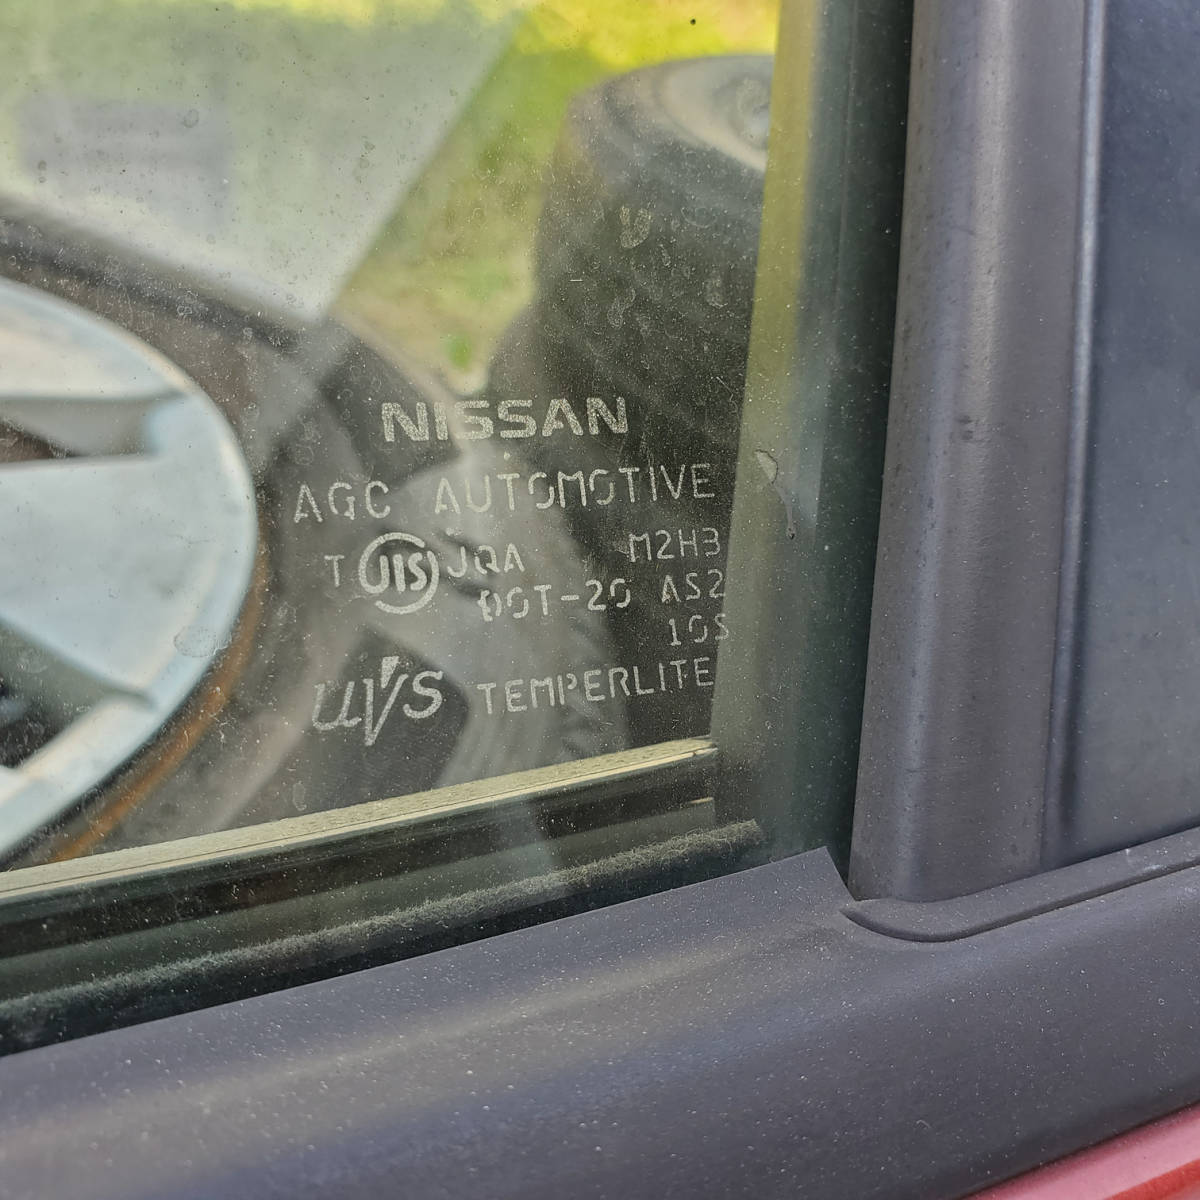 NISSAN
AGC AUTOMOTIVE
T JIS JQA M2H3
DOT-20 AS2
10S
UVS TEMPERLITE